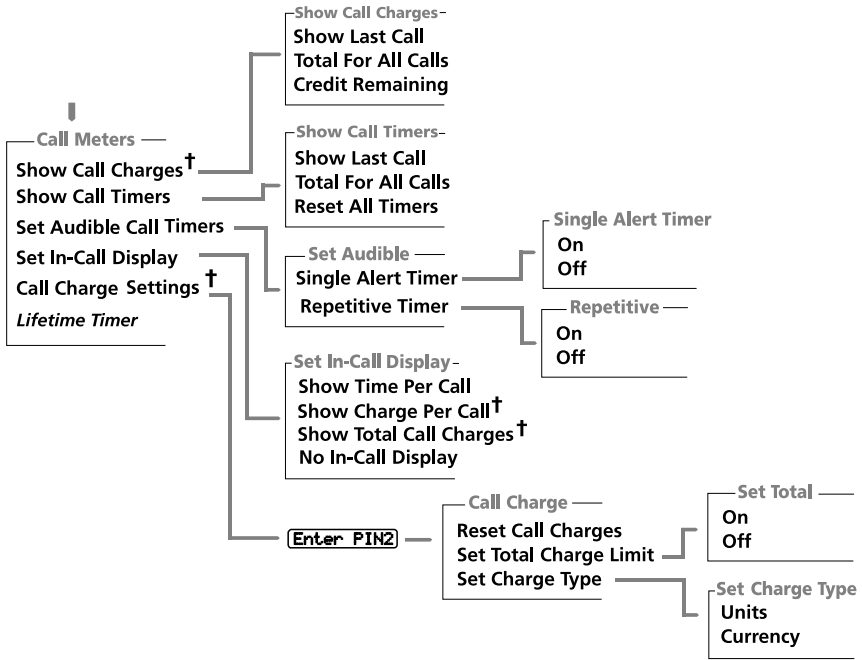 Call Meters
Show Call Charges†
Show Call Timers
Set Audible Call Timers
Set In-Call Display
Call Charge Settings †
Lifetime Timer
Show Call Charges
Show Last Call
Total For All Calls
Credit Remaining
Show Call Timers
Show Last Call
Total For All Calls
Reset All Timers
Set Audible
Single Alert Timer
Repetitive Timer
Single Alert Timer
On
Off
Repetitive
On
Off
Set In-Call Display
Show Time Per Call
Show Charge Per Call†
Show Total Call Charges†
No In-Call Display
Enter PIN2
Call Charge
Reset Call Charges
Set Total Charge Limit
Set Charge Type
Set Total
On
Off
Set Charge Type
Units
Currency